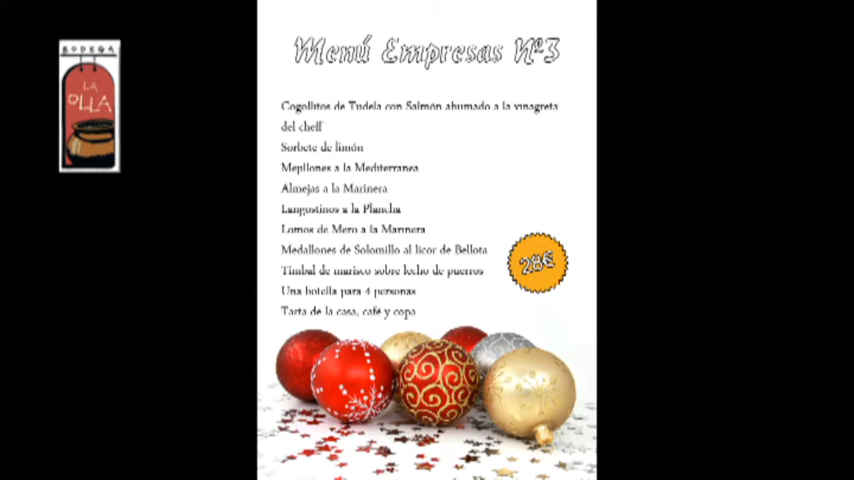 BODEGA
LA
OLLA
Menú Empresas Nº3
Cogollitos de Tudela con Salmón ahumado a la vinagreta
del cheff
Sorbete de limón
Mejillones a la Mediterranea
Almejas a la Marinera
Langostinos a la Plancha
Lomos de Mero a la Marinera
Medallones de Solomillo al licor de Bellota
Timbal de marisco sobre lecho de puerros
Una botella para 4 personas
Tarta de la casa, café y copa
28€